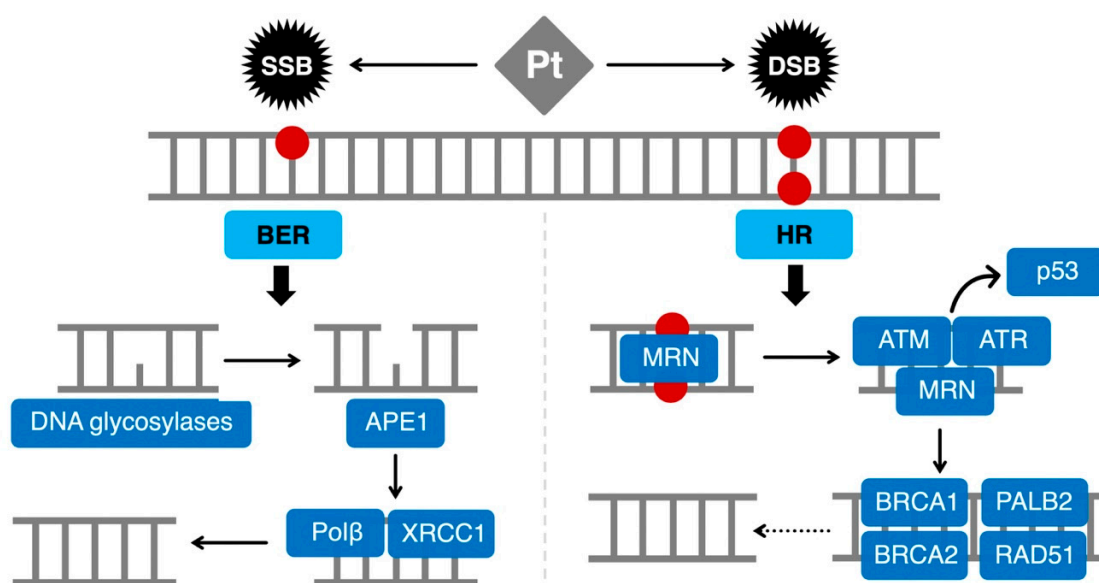 SSB
Pt
DSB
BER
HR
p53
DNA glycosylases
APE1
MRN
ATM
ATR
MRN
Polβ
XRCC1
BRCA1
PALB2
BRCA2
RAD51